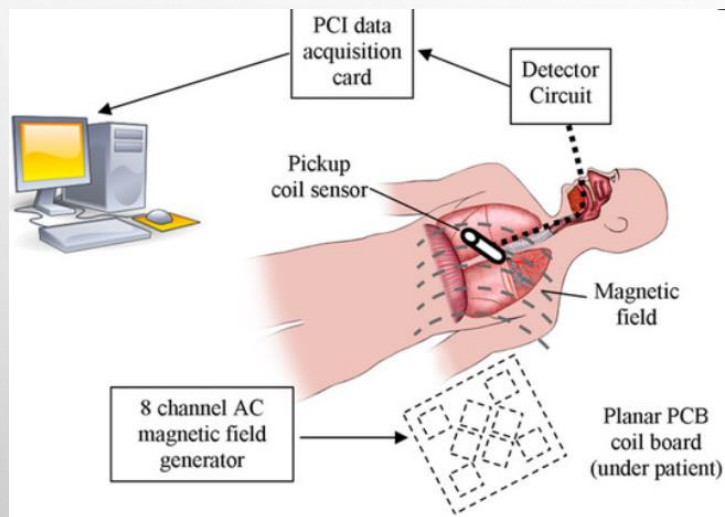 PCI data
acquisition
card
Detector
Circuit
Pickup
coil sensor
Magnetic
field
8 channel AC
magnetic field
generator
Planar PCB
coil board
(under patient)